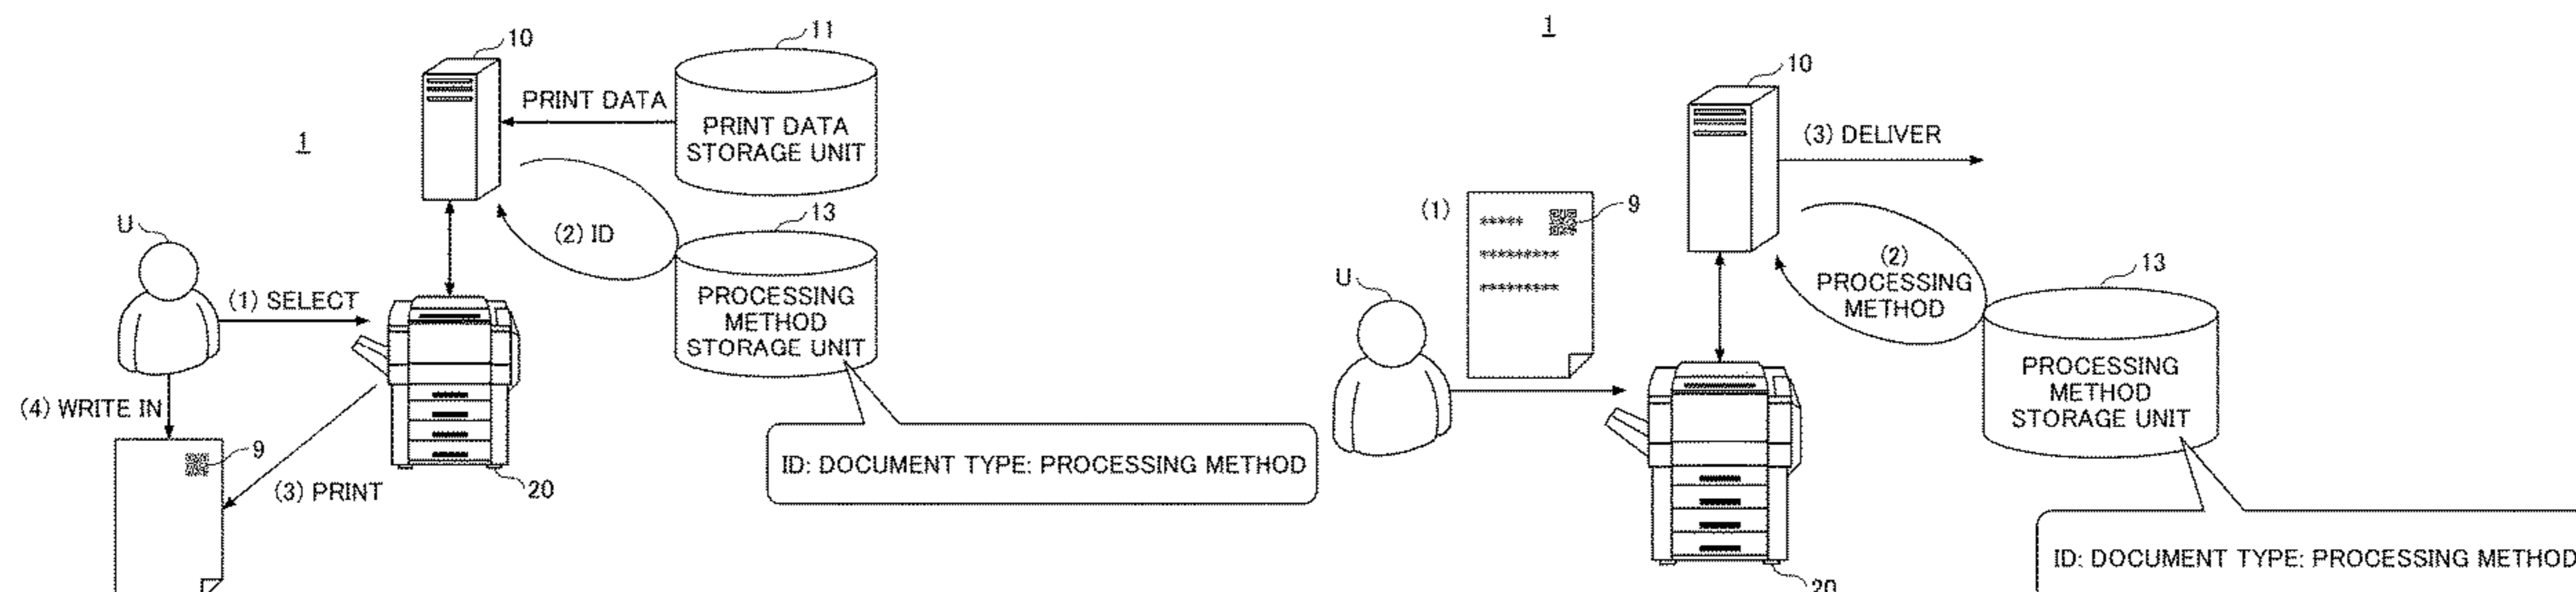 1
10
11
PRINT DATA
PRINT DATA
STORAGE UNIT
(2) ID
13
PROCESSING
METHOD
STORAGE UNIT
U
(1) SELECT
(4) WRITE IN
9
(3) PRINT
20
ID: DOCUMENT TYPE: PROCESSING METHOD
1
10
(3) DELIVER
(1)
*****
*********
*********
9
U
(2)
PROCESSING
METHOD
13
PROCESSING
METHOD
STORAGE UNIT
20
ID: DOCUMENT TYPE: PROCESSING METHOD